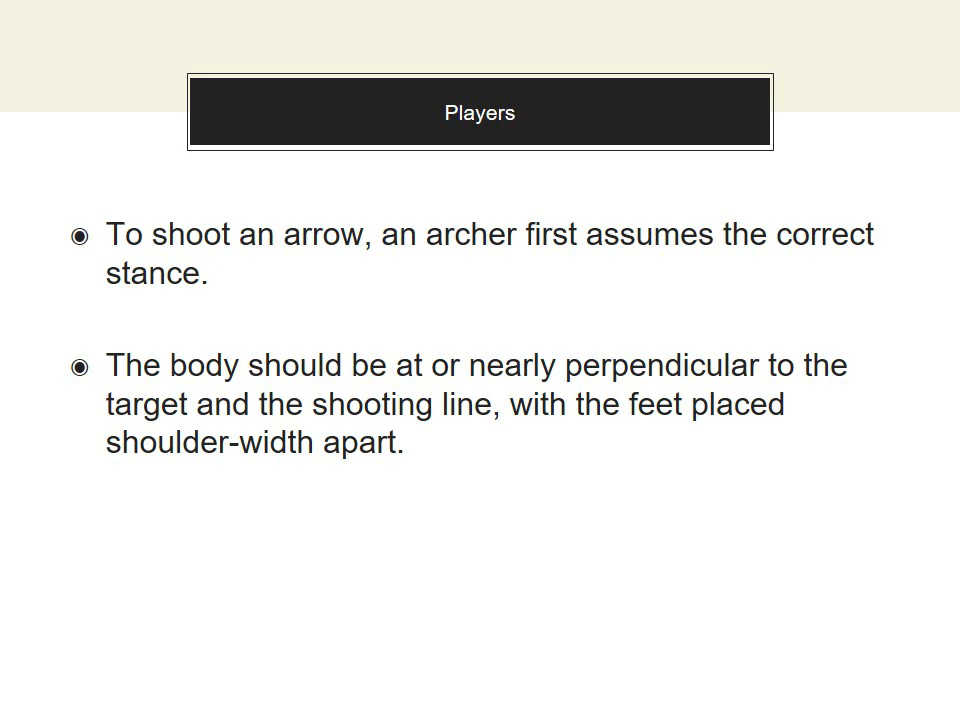 Players
To shoot an arrow, an archer first assumes the correct
stance.
The body should be at or nearly perpendicular to the
target and the shooting line, with the feet placed
shoulder-width apart.